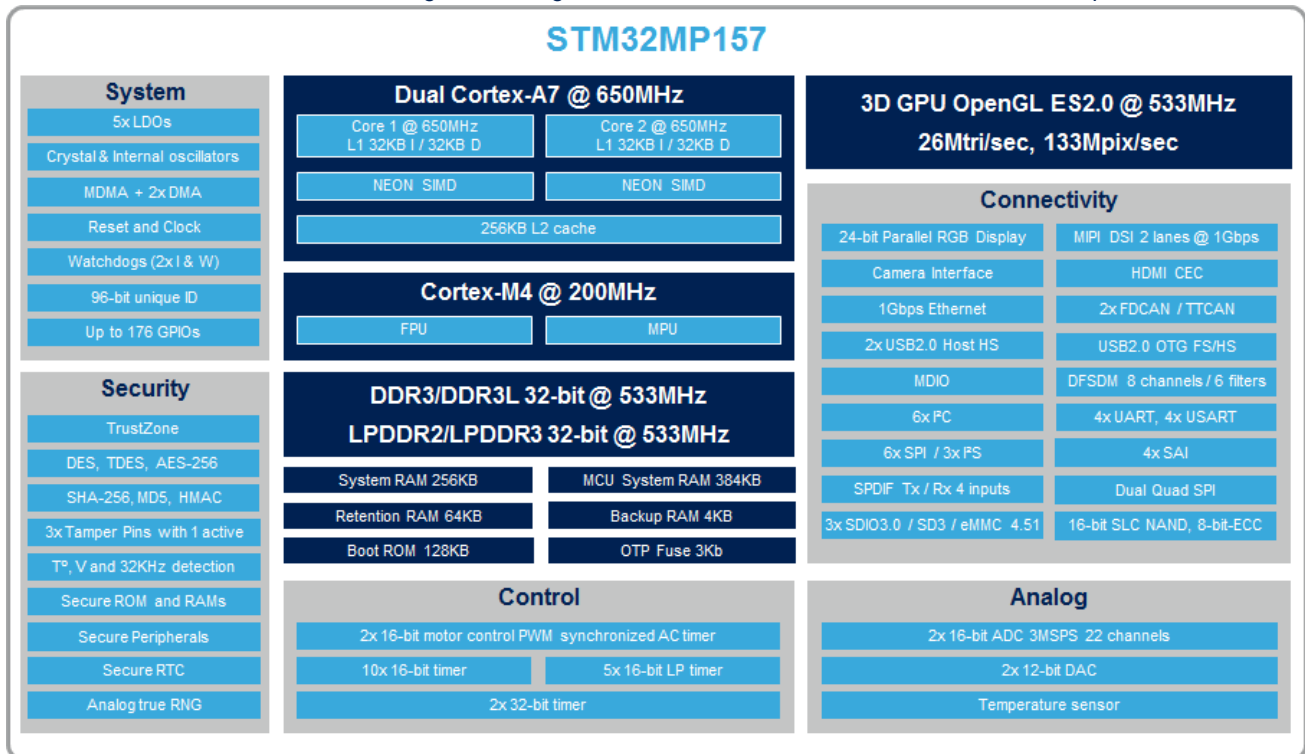 STM32MP157
System
5x LDOs
Crystal & Internal oscillators
MDMA + 2x DMA
Reset and Clock
Watchdogs (2x I & W)
96-bit unique ID
Up to 176 GPIOs
Security
TrustZone
DES, TDES, AES-256
SHA-256, MD5, HMAC
3x Tamper Pins with 1 active
Tº, V and 32KHz detection
Secure ROM and RAMs
Secure Peripherals
Secure RTC
Analog true RNG
Dual Cortex-A7 @ 650MHz
Core 1 @ 650MHz
L1 32KB I / 32KB D
Core 2 @ 650MHz
L1 32KB I / 32KB D
NEON SIMD
NEON SIMD
256KB L2 cache
Cortex-M4 @ 200MHz
FPU
MPU
DDR3/DDR3L 32-bit @ 533MHz
LPDDR2/LPDDR3 32-bit @ 533MHz
System RAM 256KB
MCU System RAM 384KB
Retention RAM 64KB
Backup RAM 4KB
Boot ROM 128KB
OTP Fuse 3Kb
Control
2x 16-bit motor control PWM synchronized AC timer
10x 16-bit timer
5x 16-bit LP timer
2x 32-bit timer
3D GPU OpenGL ES2.0 @ 533MHz
26Mtri/sec, 133Mpix/sec
Connectivity
24-bit Parallel RGB Display
MIPI DSI 2 lanes @ 1Gbps
Camera Interface
HDMI CEC
1Gbps Ethernet
2x FDCAN / TTCAN
2x USB2.0 Host HS
USB2.0 OTG FS/HS
MDIO
DFSDM 8 channels / 6 filters
6x I²C
4x UART, 4x USART
6x SPI / 3x I²S
4x SAI
SPDIF Tx / Rx 4 inputs
Dual Quad SPI
3x SDIO3.0 / SD3 / eMMC 4.51
16-bit SLC NAND, 8-bit-ECC
Analog
2x 16-bit ADC 3MSPS 22 channels
2x 12-bit DAC
Temperature sensor